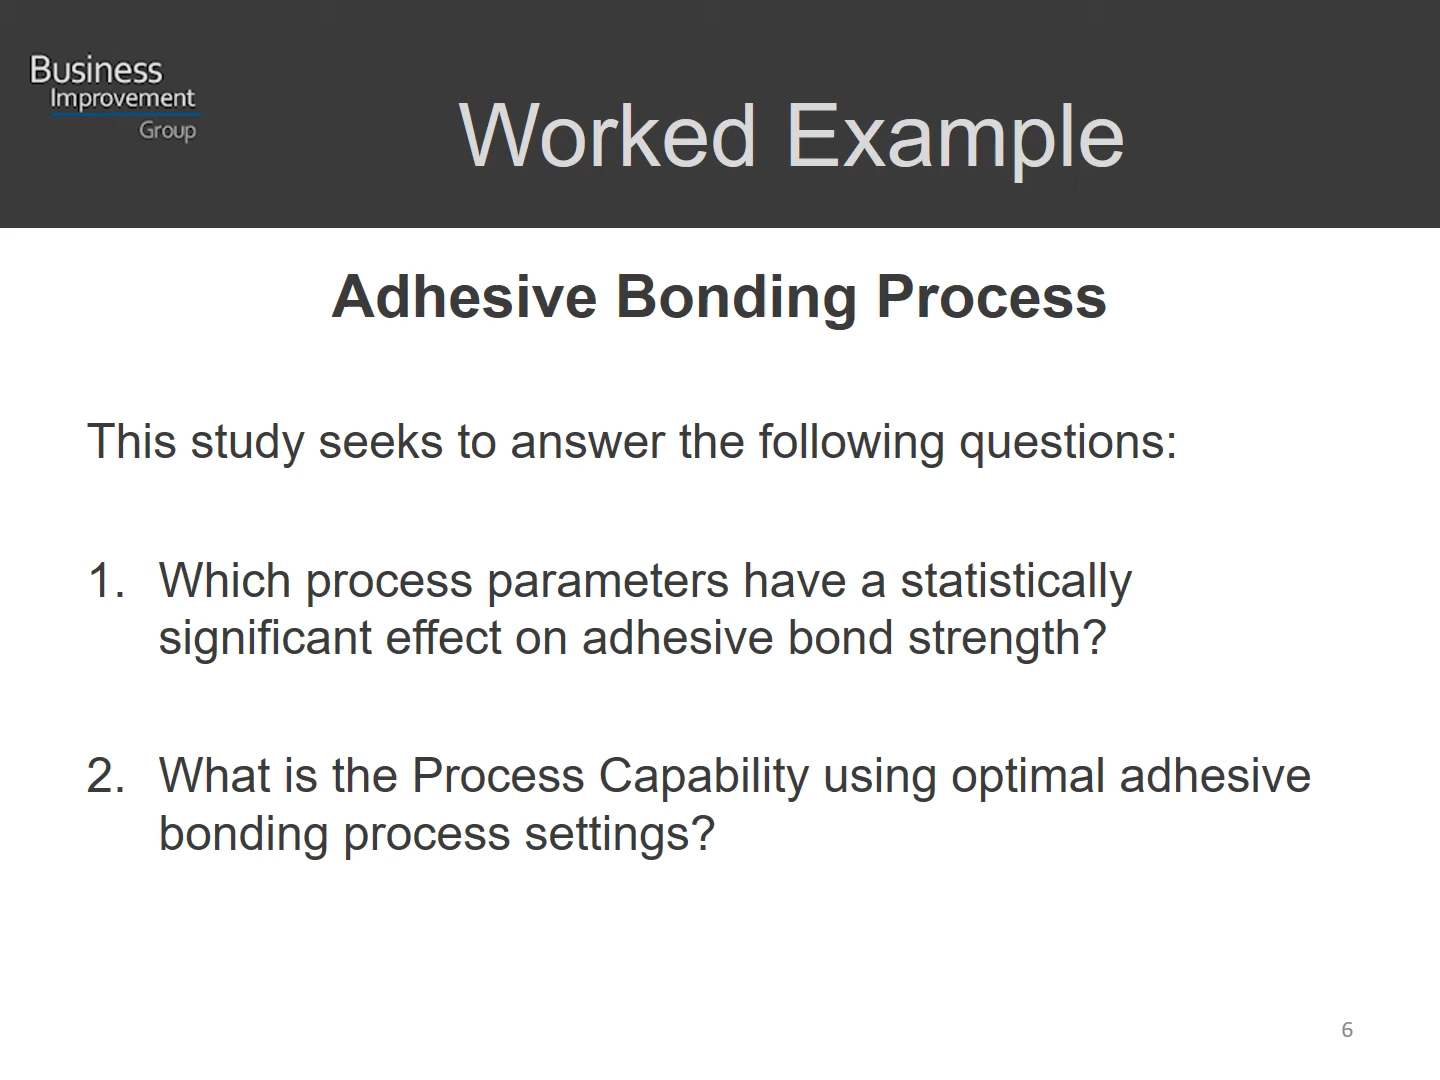 Business
Improvement
Group
Worked Example
Adhesive Bonding Process
This study seeks to answer the following questions:
1. Which process parameters have a statistically
significant effect on adhesive bond strength?
2. What is the Process Capability using optimal adhesive
bonding process settings?
6